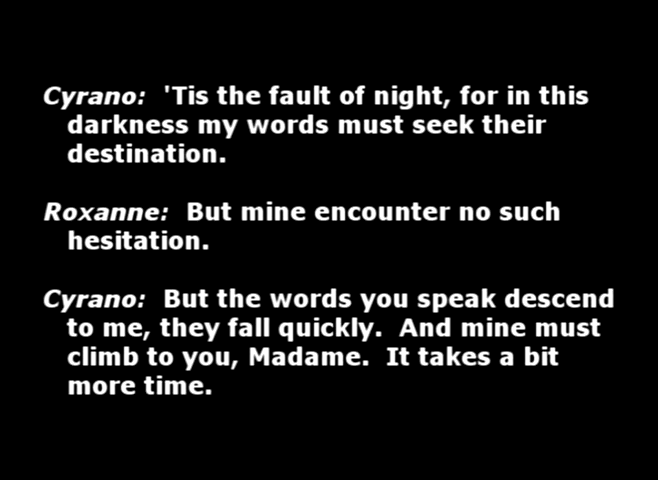 Cyrano:  'Tis the fault of night, for in this
darkness my words must seek their
destination.
Roxanne:  But mine encounter no such
hesitation.
Cyrano:  But the words you speak descend
to me, they fall quickly.  And mine must
climb to you, Madame.  It takes a bit
more time.